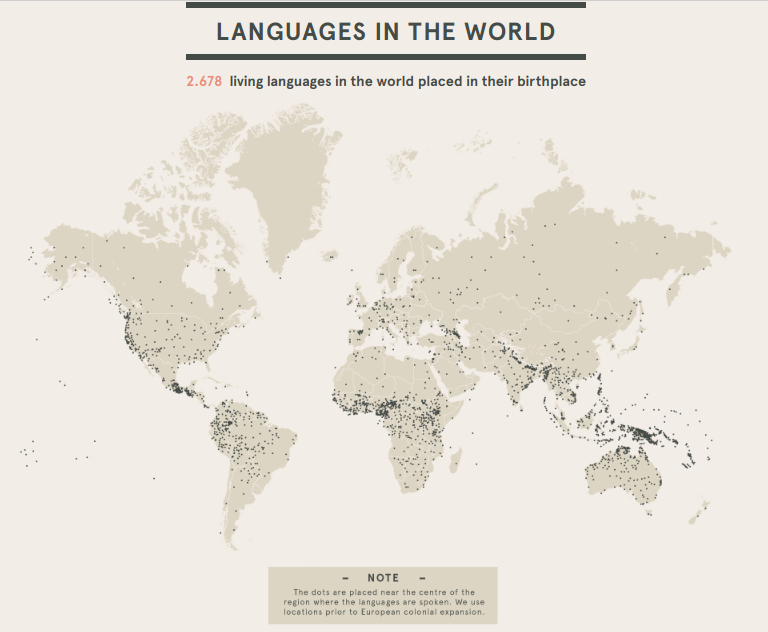 LANGUAGES IN THE WORLD
2.678 living languages in the world placed in their birthplace
– NOTE –
The dots are placed near the centre of the
region where the languages are spoken. We use
locations prior to European colonial expansion.